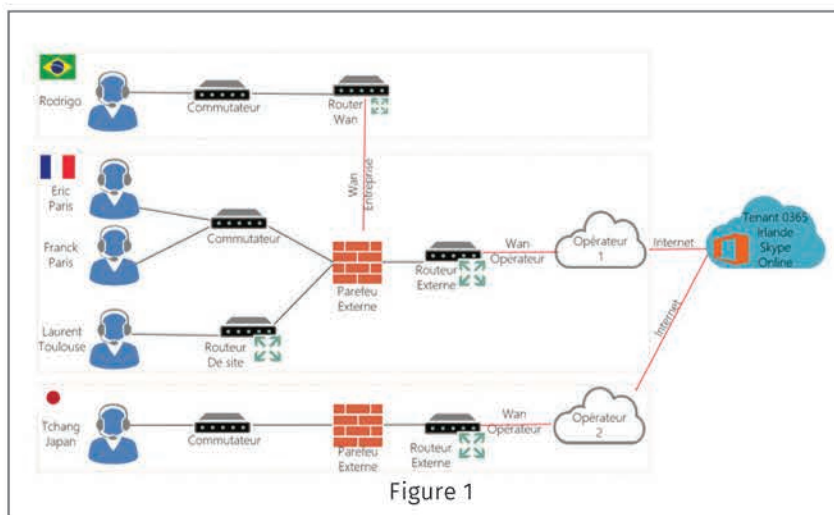 Rodrigo
Commutateur
Router
Wan
Wan
Entreprise
Eric
Paris
Franck
Paris
Commutateur
Parefeu
Externe
Routeur
Externe
Wan
Opérateur
Opérateur
1
Internet
Tenant O365
Irlande
Skype
Online
Laurent
Toulouse
Routeur
De site
Internet
Tchang
Japan
Commutateur
Parefeu
Externe
Routeur
Externe
Wan
Opérateur
Opérateur
2
Figure 1